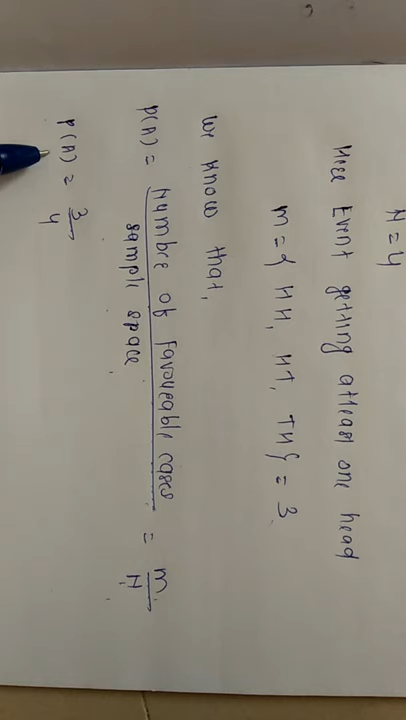 N = 4
Here Event getting atleast one head
m = { HH, HT, TH } = 3
we know that,
P(A) = Number of favourable cases / sample space = m / N
P(A) = 3 / 4